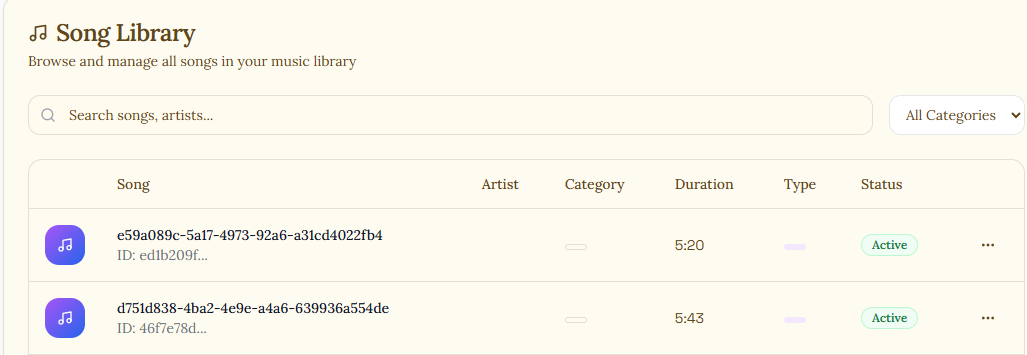 Song Library
Browse and manage all songs in your music library
Search songs, artists...
All Categories
Song Artist Category Duration Type Status
e59a089c-5a17-4973-92a6-a31cd4022fb4
ID: ed1b209f...
5:20
Active
d751d838-4ba2-4e9e-a4a6-639936a554de
ID: 46f7e78d...
5:43
Active